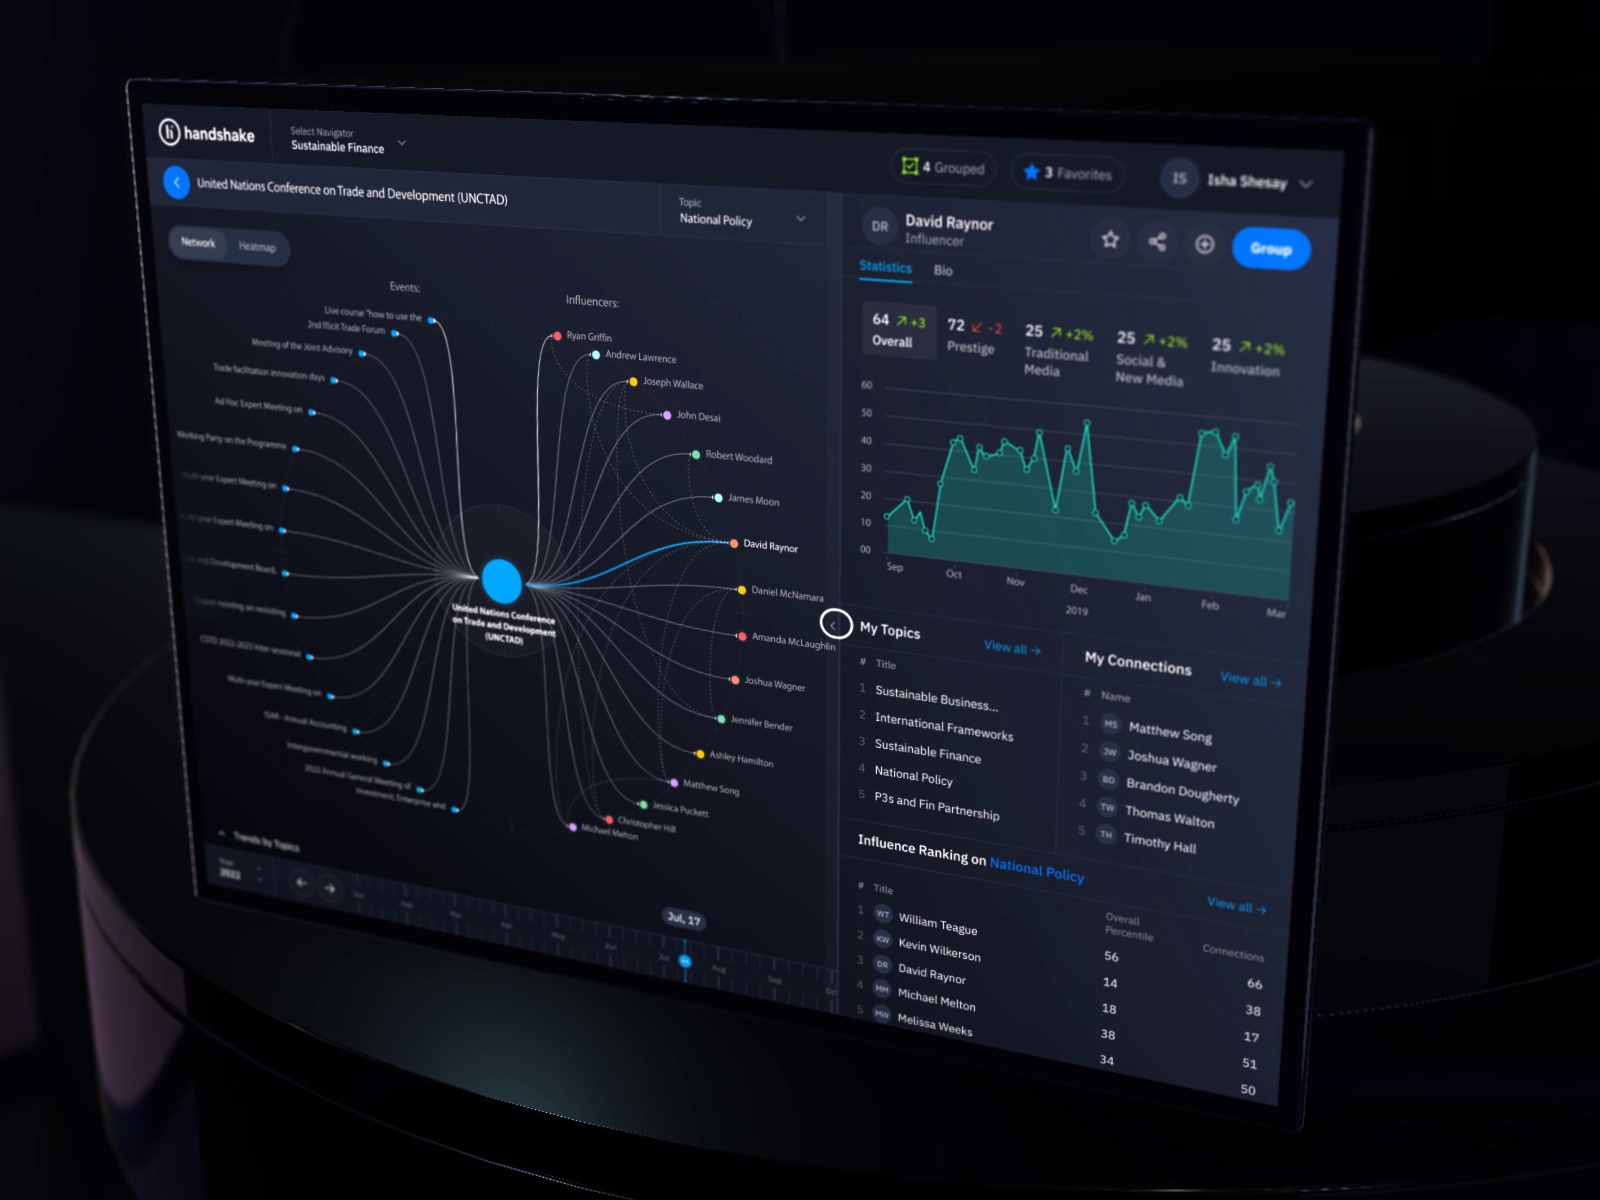 handshake
Select Navigator
Sustainable Finance
4 Grouped
3 Favorites
IS
Isha Shesay
United Nations Conference on Trade and Development (UNCTAD)
Topic
National Policy
Network
Heatmap
Events:
Live course "how to use the
2nd Illicit Trade Forum
Meeting of the Joint Advisory
Trade facilitation innovation days
Ad Hoc Expert Meeting on
Working Party on the Programme
year Expert Meeting on
year Expert Meeting on
and Development Board,
Expert meeting on revisiting
CSTD 2022-2023 Inter-sessional
Multi-year Expert Meeting on
ISAR - Annual Accounting
Intergovernmental working
2022 Annual General Meeting of
Investment, Enterprise and
United Nations Conference
on Trade and Development
(UNCTAD)
Influencers:
Ryan Griffin
Andrew Lawrence
Joseph Wallace
John Desai
Robert Woodard
James Moon
David Raynor
Daniel McNamara
Amanda McLaughlin
Joshua Wagner
Jennifer Bender
Ashley Hamilton
Matthew Song
Jessica Puckett
Christopher Hill
Michael Melton
Trends by Topics
Year
2022
Jan
Feb
Mar
Apr
May
Jun
Jul
Aug
Sep
Oct
Jul, 17
DR
David Raynor
Influencer
Group
Statistics
Bio
64 +3
Overall
72 -2
Prestige
25 +2%
Traditional
Media
25 +2%
Social &
New Media
25 +2%
Innovation
60
50
40
30
20
10
00
Sep
Oct
Nov
Dec
Jan
Feb
Mar
2019
My Topics
View all
# Title
1 Sustainable Business...
2 International Frameworks
3 Sustainable Finance
4 National Policy
5 P3s and Fin Partnership
My Connections
View all
# Name
1 MS Matthew Song
2 JW Joshua Wagner
3 BD Brandon Dougherty
4 TW Thomas Walton
5 TH Timothy Hall
Influence Ranking on National Policy
View all
# Title
Overall
Percentile
Connections
1 WT William Teague 56 66
2 KW Kevin Wilkerson 14 38
3 DR David Raynor 18 17
4 MM Michael Melton 38 51
5 MW Melissa Weeks 34 50